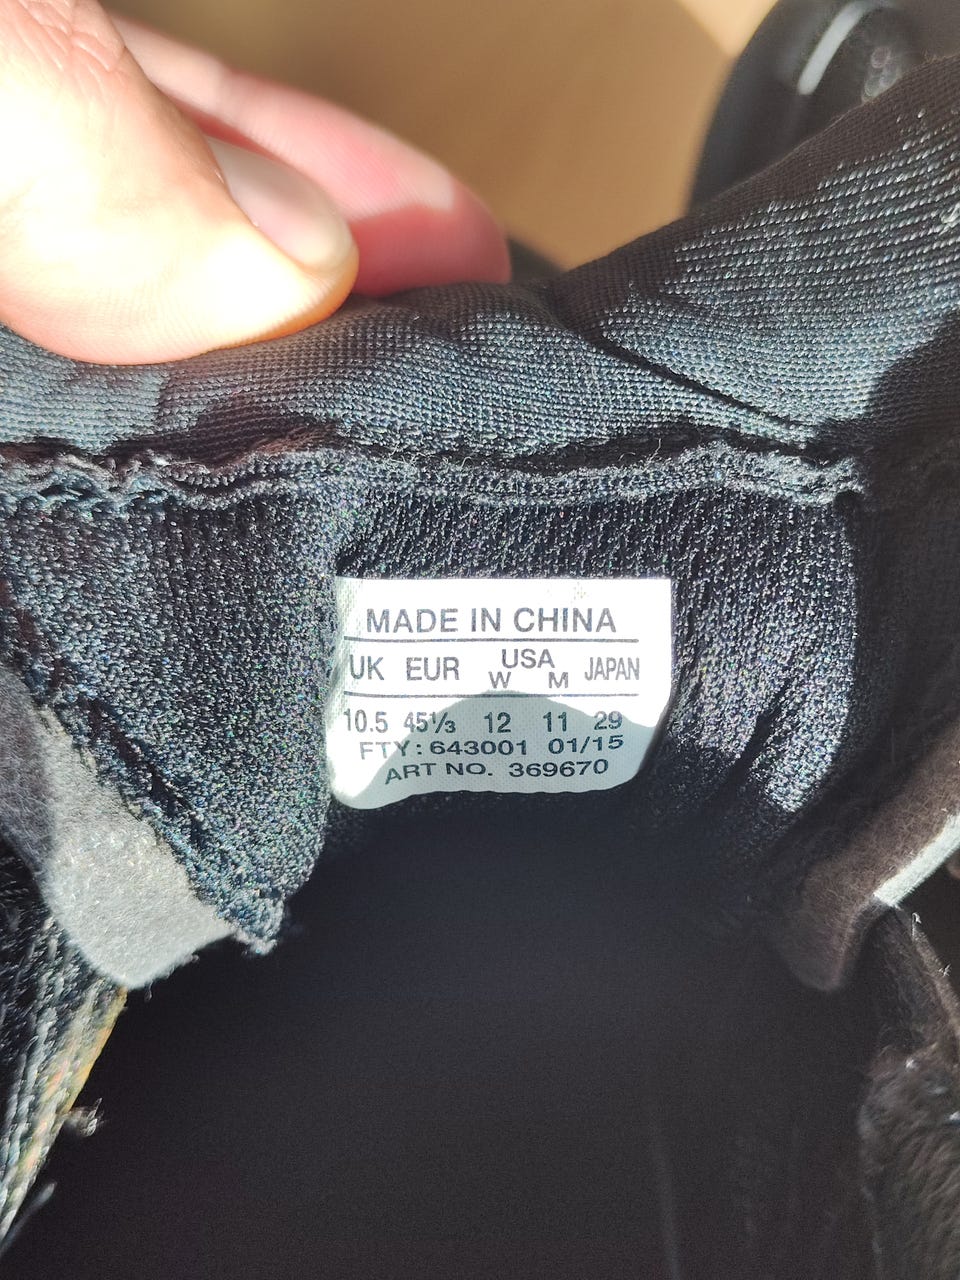 MADE IN CHINA
UK EUR USA JAPAN
W M
10.5 45⅓ 12 11 29
FTY: 643001 01/15
ART NO. 369670